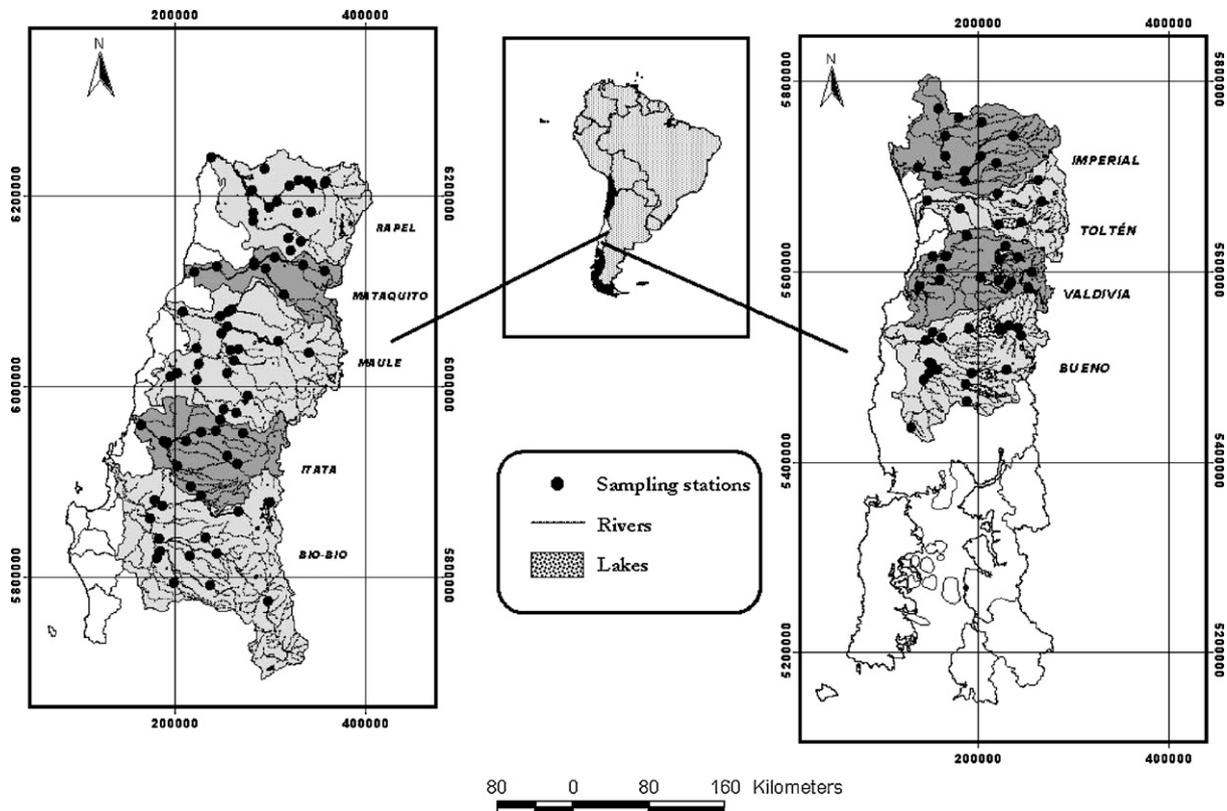 200000 400000
N
6200000 6200000
RAPEL
MATAQUITO
MAULE
6000000 6000000
ITATA
BIO-BIO
5800000 5800000
200000 400000
Sampling stations
Rivers
Lakes
200000 400000
N
5800000 5800000
IMPERIAL
TOLTÉN
5600000 5600000
VALDIVIA
BUENO
5400000 5400000
5200000 5200000
200000 400000
80 0 80 160 Kilometers